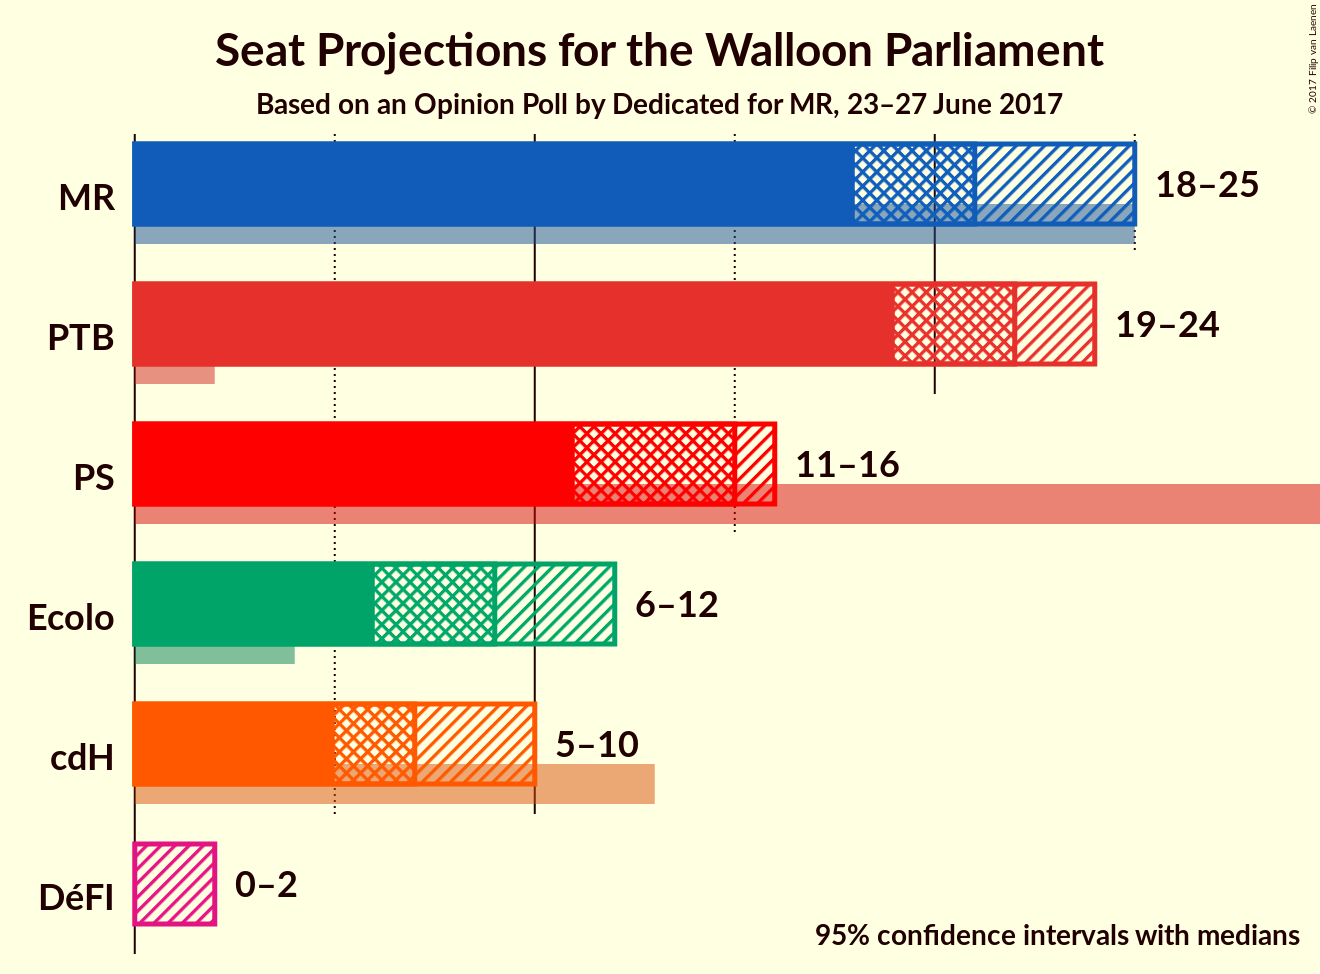 Seat Projections for the Walloon Parliament
Based on an Opinion Poll by Dedicated for MR, 23–27 June 2017
© 2017 Filip van Laenen
MR
18–25
PTB
19–24
PS
11–16
Ecolo
6–12
cdH
5–10
DéFI
0–2
95% confidence intervals with medians